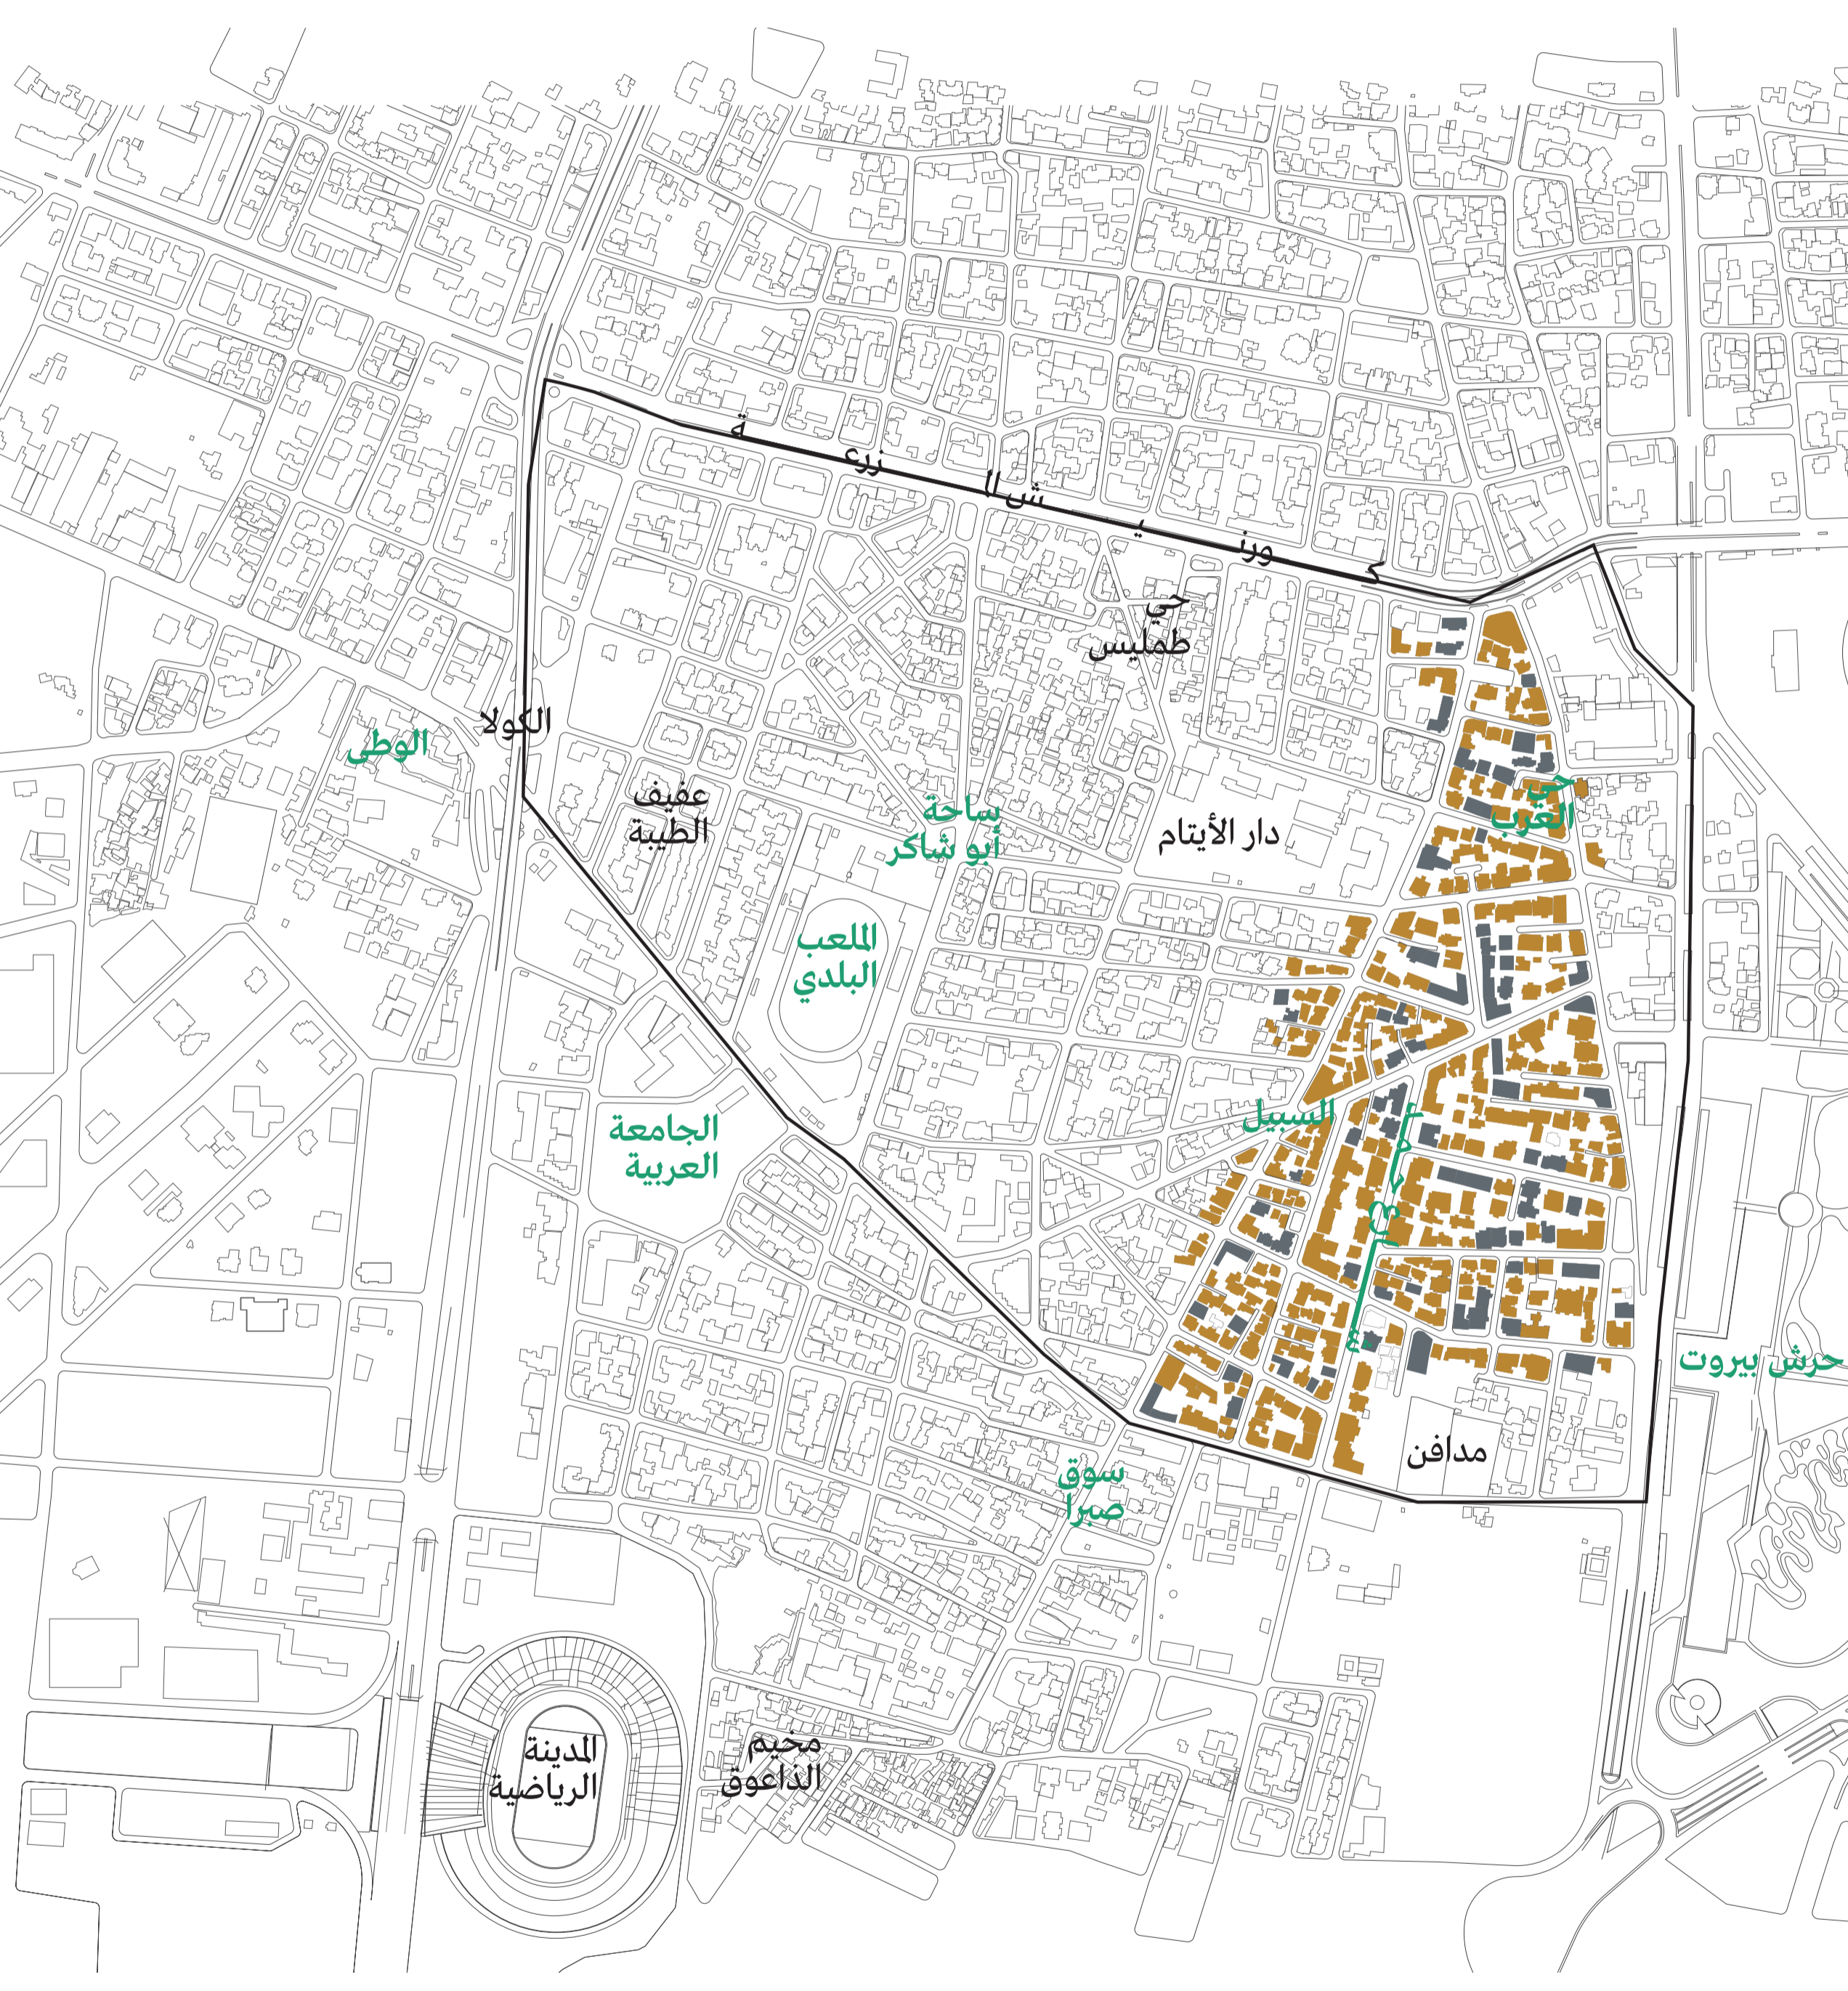 كورنيش المزرعة
حي
طمليس
الكولا
الوطى
عفيف
الطيبة
ساحة
أبو شاكر
دار الأيتام
حي
العرب
الملعب
البلدي
السبيل
الجامعة
العربية
حرش بيروت
مدافن
سوق
صبرا
المدينة
الرياضية
مخيم
الداعوق